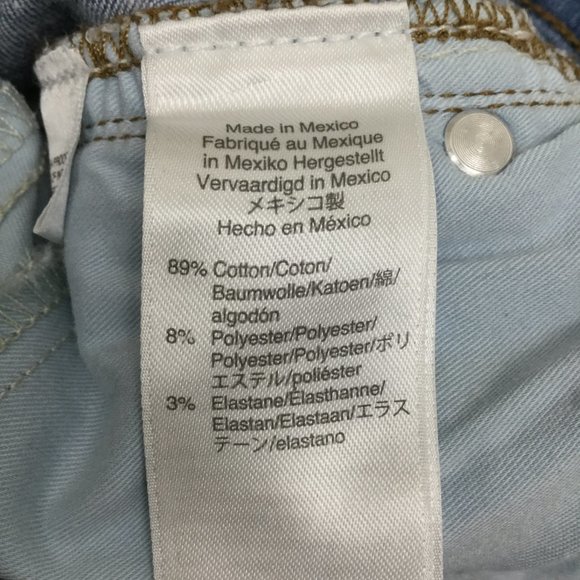 Made in Mexico
Fabriqué au Mexique
in Mexiko Hergestellt
Vervaardigd in Mexico
メキシコ製
Hecho en México
89% Cotton/Coton/
Baumwolle/Katoen/綿/
algodón
8% Polyester/Polyester/
Polyester/Polyester/ポリ
エステル/poliéster
3% Elastane/Elasthanne/
Elastan/Elastaan/エラス
テーン/elastano